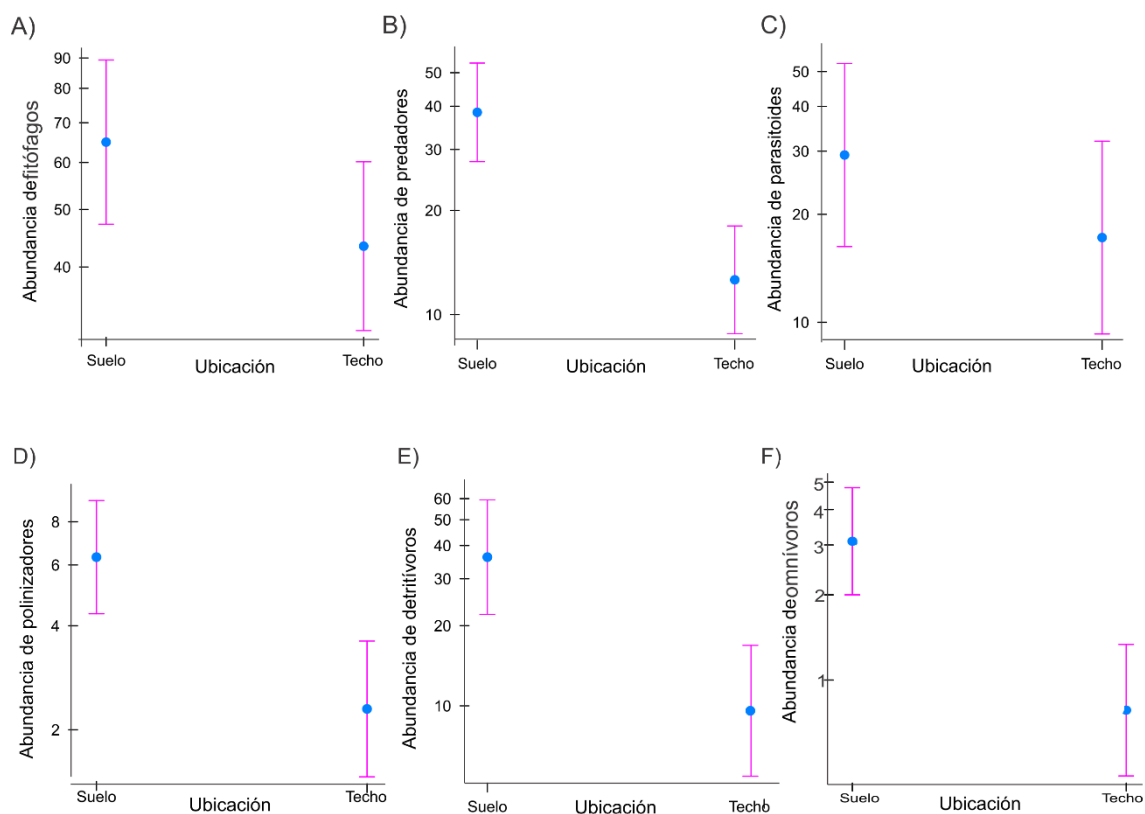 A)
Abundancia defitófagos
90
80
70
60
50
40
Suelo
Ubicación
Techo
B)
Abundancia de predadores
50
40
30
20
10
Suelo
Ubicación
Techo
C)
Abundancia de parasitoides
50
30
20
10
Suelo
Ubicación
Techo
D)
Abundancia de polinizadores
8
6
4
2
Suelo
Ubicación
Techo
E)
Abundancia de detritívoros
60
50
40
30
20
10
Suelo
Ubicación
Techo
F)
Abundancia deomnívoros
5
4
3
2
1
Suelo
Ubicación
Techo